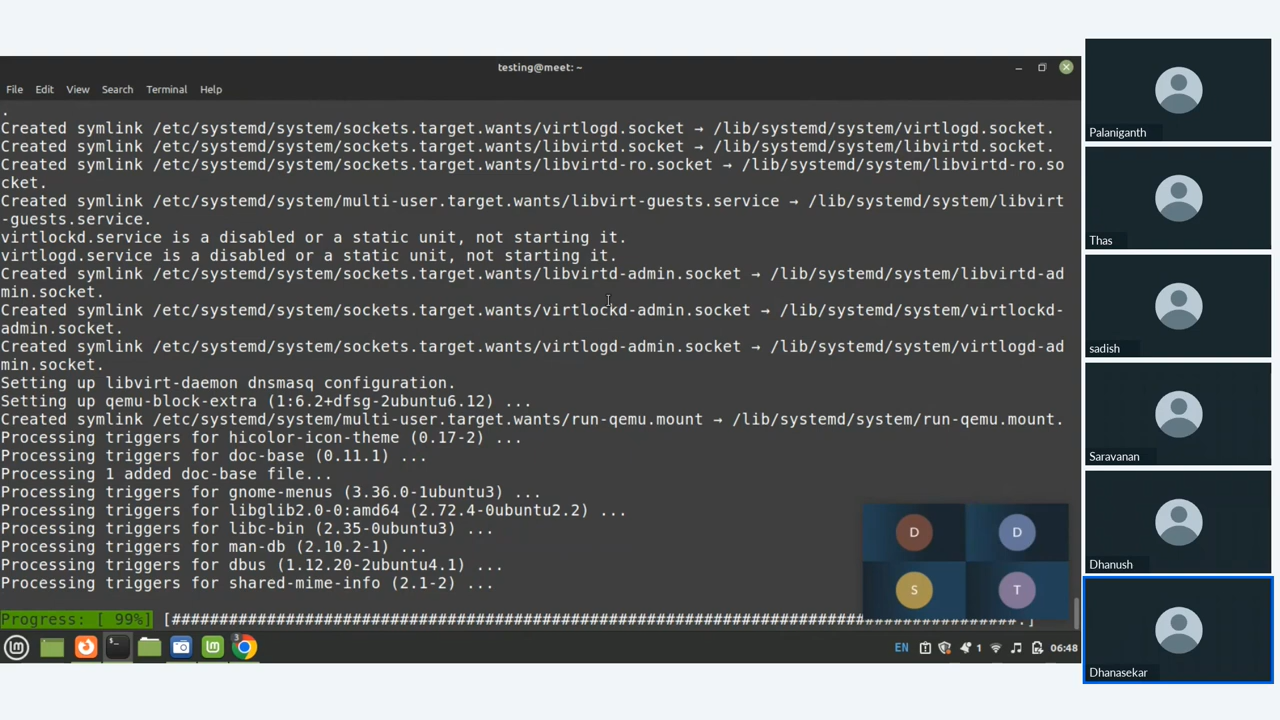 testing@meet: ~
File Edit View Search Terminal Help
.
Created symlink /etc/systemd/system/sockets.target.wants/virtlogd.socket → /lib/systemd/system/virtlogd.socket.
Created symlink /etc/systemd/system/sockets.target.wants/libvirtd.socket → /lib/systemd/system/libvirtd.socket.
Created symlink /etc/systemd/system/sockets.target.wants/libvirtd-ro.socket → /lib/systemd/system/libvirtd-ro.so
cket.
Created symlink /etc/systemd/system/multi-user.target.wants/libvirt-guests.service → /lib/systemd/system/libvirt
-guests.service.
virtlockd.service is a disabled or a static unit, not starting it.
virtlogd.service is a disabled or a static unit, not starting it.
Created symlink /etc/systemd/system/sockets.target.wants/libvirtd-admin.socket → /lib/systemd/system/libvirtd-ad
min.socket.
Created symlink /etc/systemd/system/sockets.target.wants/virtlockd-admin.socket → /lib/systemd/system/virtlockd-
admin.socket.
Created symlink /etc/systemd/system/sockets.target.wants/virtlogd-admin.socket → /lib/systemd/system/virtlogd-ad
min.socket.
Setting up libvirt-daemon dnsmasq configuration.
Setting up qemu-block-extra (1:6.2+dfsg-2ubuntu6.12) ...
Created symlink /etc/systemd/system/multi-user.target.wants/run-qemu.mount → /lib/systemd/system/run-qemu.mount.
Processing triggers for hicolor-icon-theme (0.17-2) ...
Processing triggers for doc-base (0.11.1) ...
Processing 1 added doc-base file...
Processing triggers for gnome-menus (3.36.0-1ubuntu3) ...
Processing triggers for libglib2.0-0:amd64 (2.72.4-0ubuntu2.2) ...
Processing triggers for libc-bin (2.35-0ubuntu3) ...
Processing triggers for man-db (2.10.2-1) ...
Processing triggers for dbus (1.12.20-2ubuntu4.1) ...
Processing triggers for shared-mime-info (2.1-2) ...
Progress: [ 99%] [#########################################################################################.]
D D
S T
3
EN 1 06:48
Palaniganth
Thas
sadish
Saravanan
Dhanush
Dhanasekar